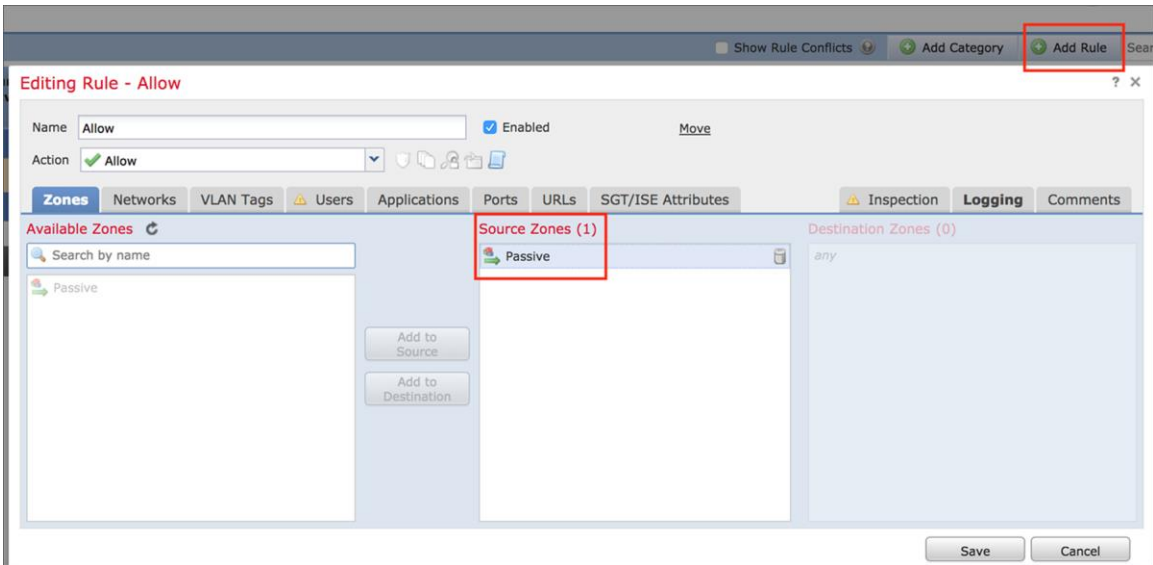 Show Rule Conflicts ? Add Category Add Rule
Editing Rule - Allow ? ×
Name Allow Enabled Move
Action Allow
Zones Networks VLAN Tags Users Applications Ports URLs SGT/ISE Attributes Inspection Logging Comments
Available Zones Source Zones (1) Destination Zones (0)
Search by name Passive any
Passive
Add to
Source
Add to
Destination
Save Cancel